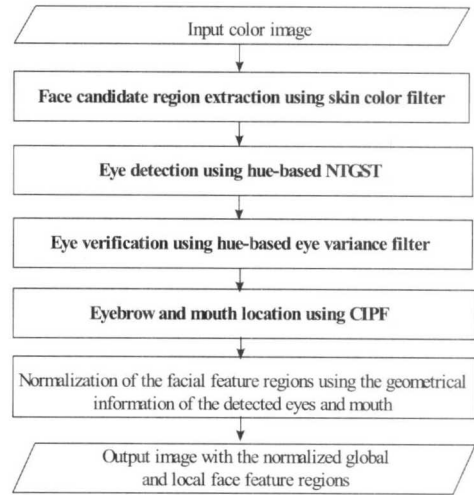 Input color image
Face candidate region extraction using skin color filter
Eye detection using hue-based NTGST
Eye verification using hue-based eye variance filter
Eyebrow and mouth location using CIPF
Normalization of the facial feature regions using the geometrical
information of the detected eyes and mouth
Output image with the normalized global
and local face feature regions